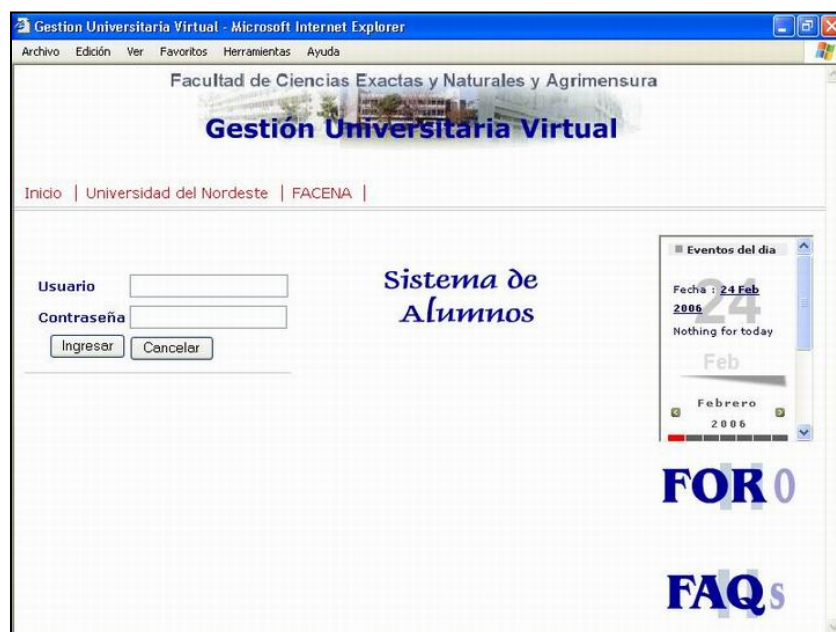 Gestion Universitaria Virtual - Microsoft Internet Explorer
Archivo Edición Ver Favoritos Herramientas Ayuda
Facultad de Ciencias Exactas y Naturales y Agrimensura
Gestión Universitaria Virtual
Inicio | Universidad del Nordeste | FACENA |
Usuario
Contraseña
Ingresar Cancelar
Sistema de
Alumnos
Eventos del dia
24
Fecha : 24 Feb
2006
Nothing for today
Feb
Febrero
2006
FORO
FAQs